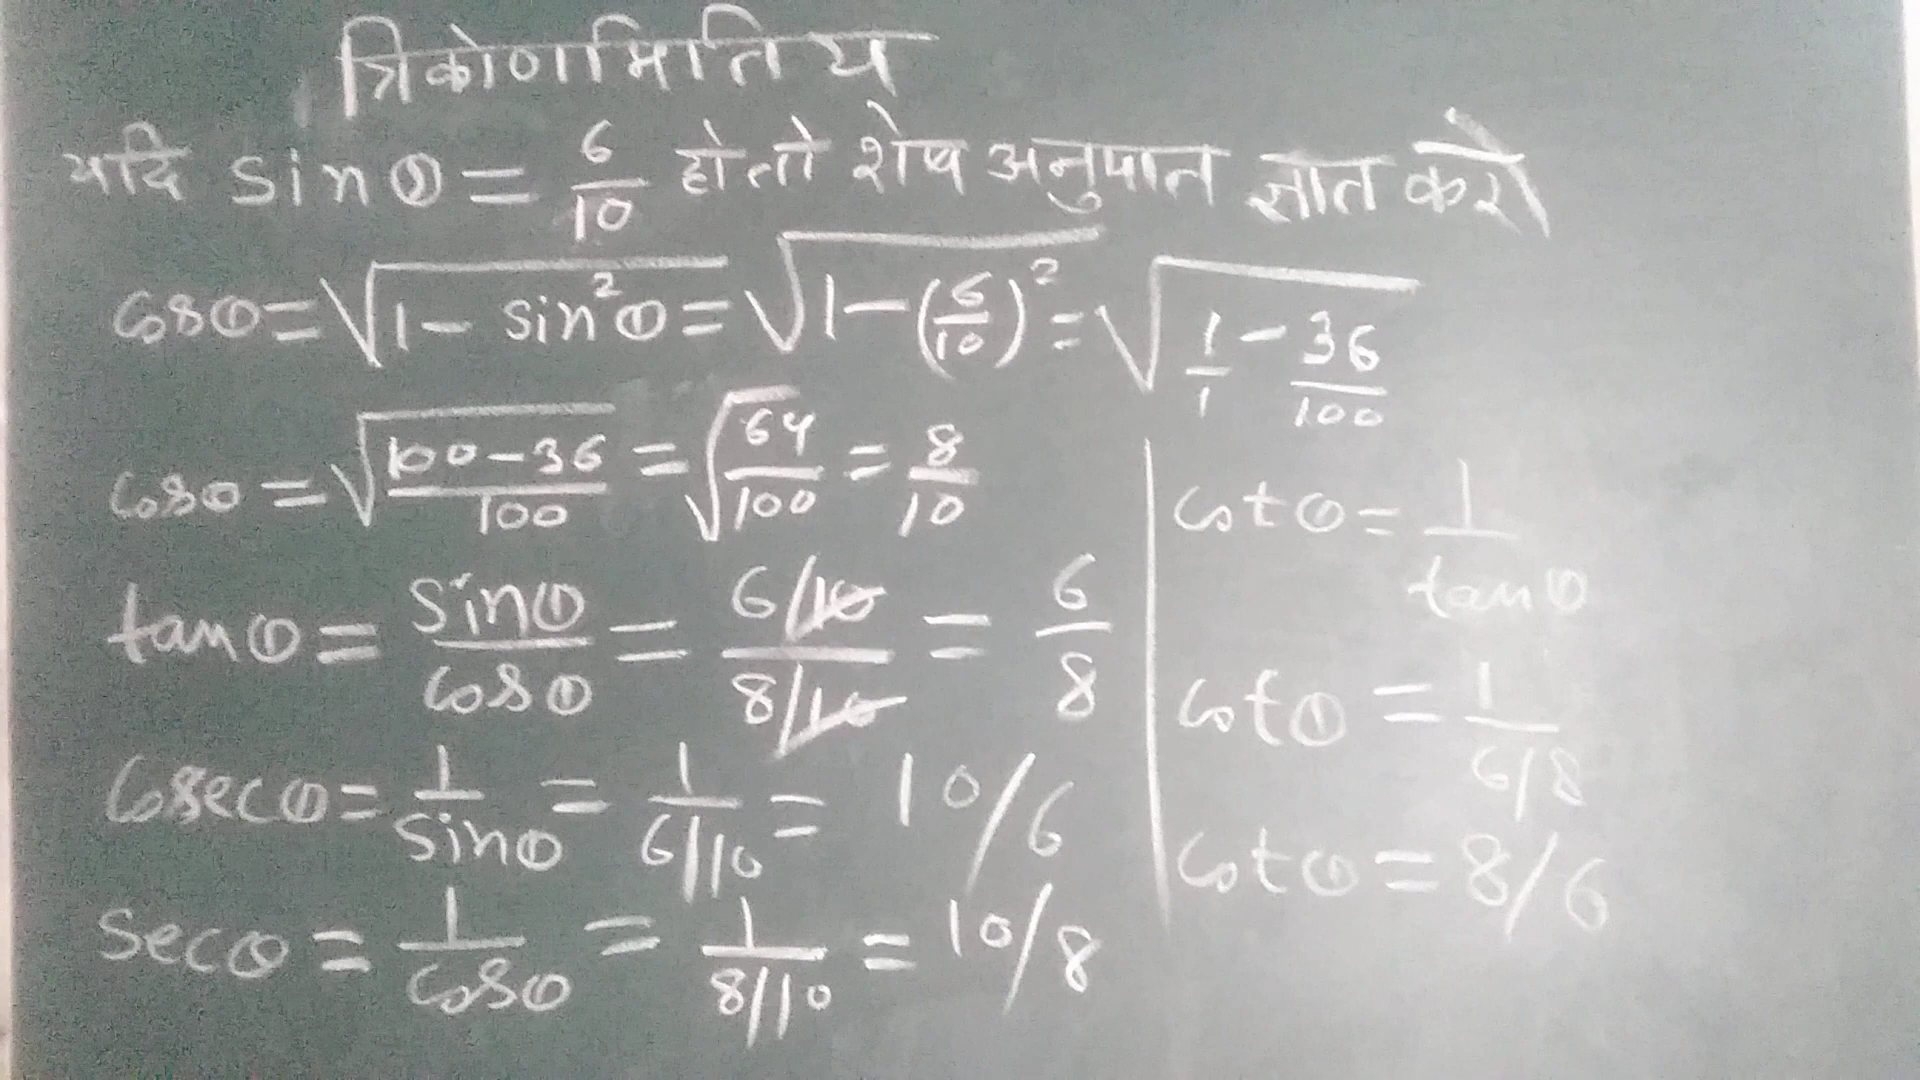 त्रिकोणामिति य
यदि sinθ = 6/10 हो तो शेष अनुपात ज्ञात करो
cosθ = √(1 - sin²θ) = √(1 - (6/10)²) = √(1/1 - 36/100)
cosθ = √((100-36)/100) = √(64/100) = 8/10
tanθ = sinθ/cosθ = (6/10)/(8/10) = 6/8
cosecθ = 1/sinθ = 1/(6/10) = 10/6
secθ = 1/cosθ = 1/(8/10) = 10/8
cotθ = 1/tanθ
cotθ = 1/(6/8)
cotθ = 8/6